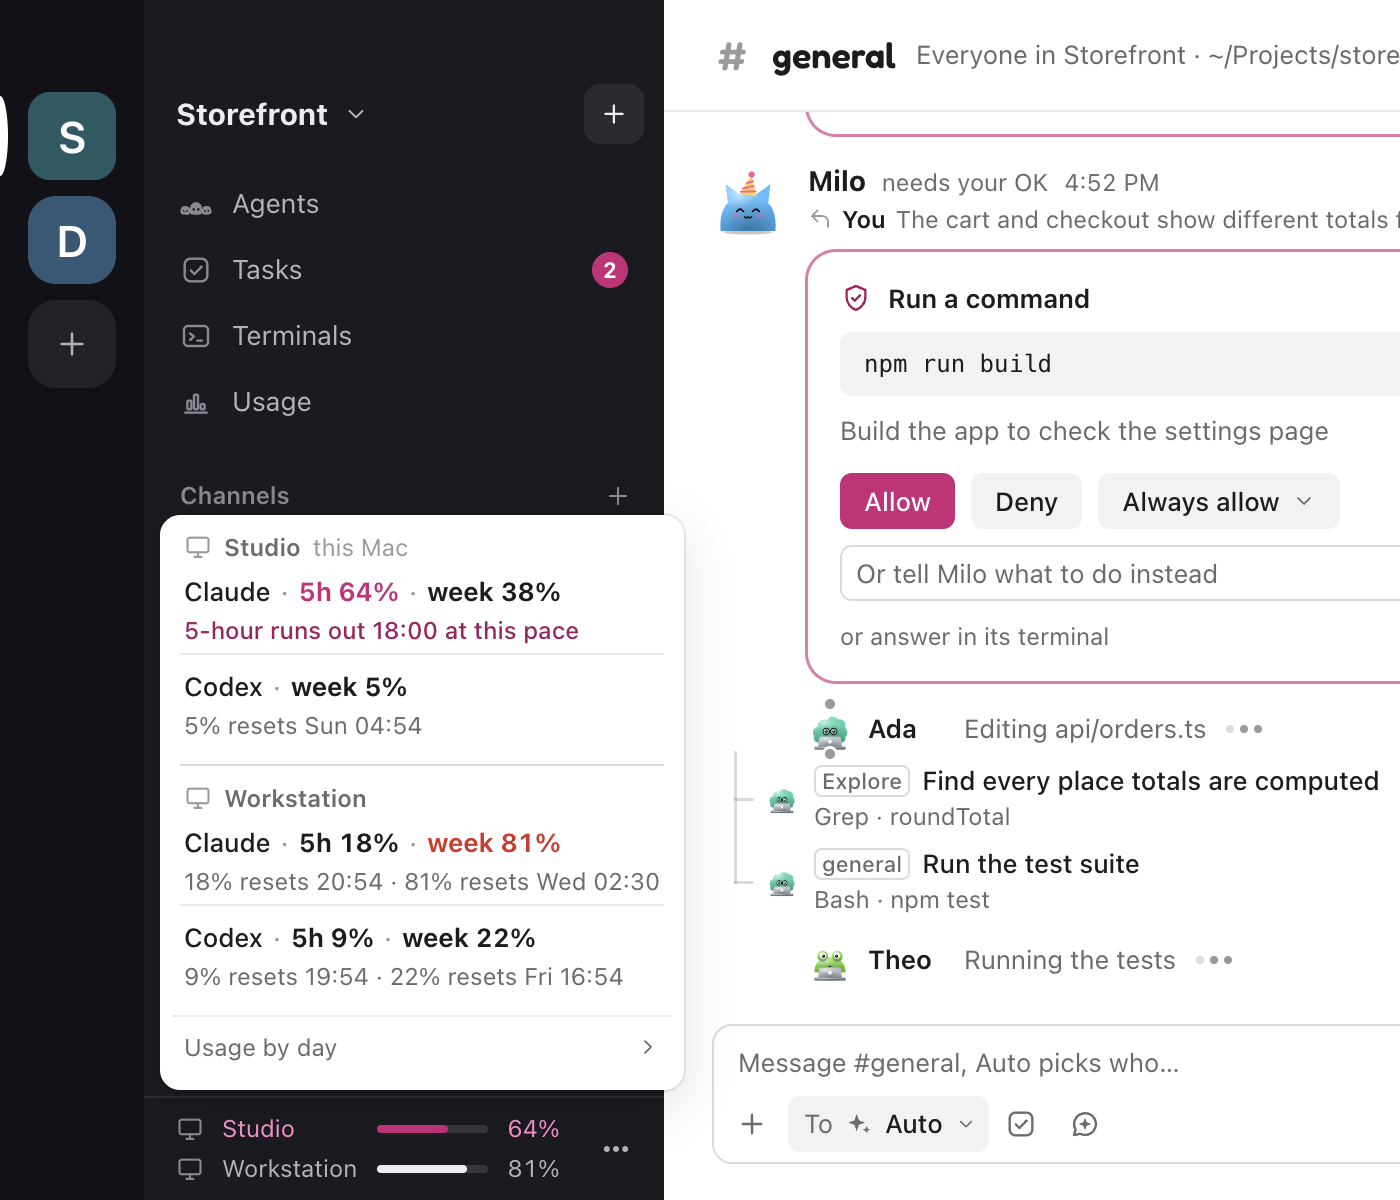 S
D
Storefront
Agents
Tasks 2
Terminals
Usage
Channels
Studio this Mac
Claude · 5h 64% · week 38%
5-hour runs out 18:00 at this pace
Codex · week 5%
5% resets Sun 04:54
Workstation
Claude · 5h 18% · week 81%
18% resets 20:54 · 81% resets Wed 02:30
Codex · 5h 9% · week 22%
9% resets 19:54 · 22% resets Fri 16:54
Usage by day
Studio 64%
Workstation 81%
# general Everyone in Storefront · ~/Projects/store
Milo needs your OK 4:52 PM
You The cart and checkout show different totals f
Run a command
npm run build
Build the app to check the settings page
Allow Deny Always allow
Or tell Milo what to do instead
or answer in its terminal
Ada Editing api/orders.ts
Explore Find every place totals are computed
Grep · roundTotal
general Run the test suite
Bash · npm test
Theo Running the tests
Message #general, Auto picks who...
To Auto